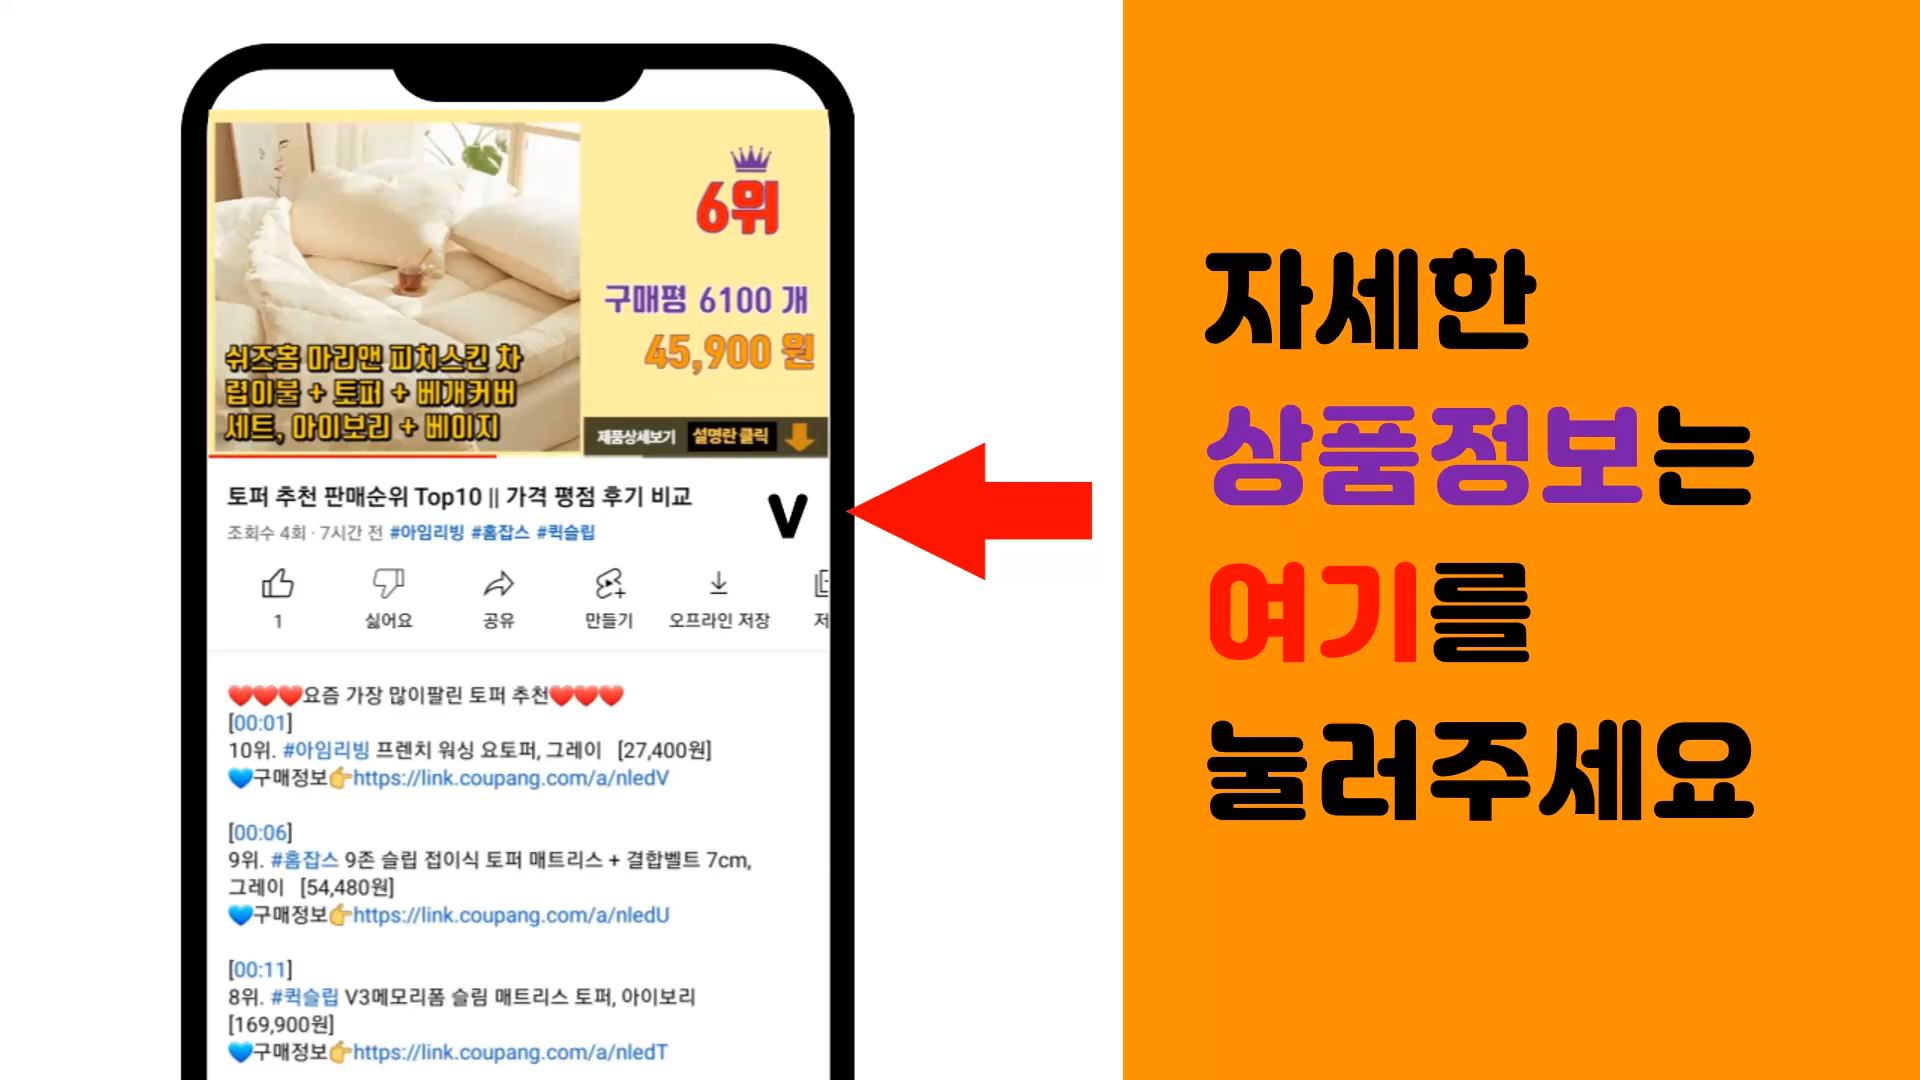 6위
구매평 6100 개
45,900 원
쉬즈홈 마리앤 피치스킨 차
렵이불 + 토퍼 + 베개커버
세트, 아이보리 + 베이지
제품상세보기 설명란 클릭
토퍼 추천 판매순위 Top10 || 가격 평점 후기 비교
V
조회수 4회 · 7시간 전 #아임리빙 #홈잡스 #퀵슬립
1
싫어요
공유
만들기
오프라인 저장
저
❤️❤️❤️요즘 가장 많이팔린 토퍼 추천❤️❤️❤️
[00:01]
10위. #아임리빙 프렌치 워싱 요토퍼, 그레이 [27,400원]
💙구매정보👉https://link.coupang.com/a/nledV
[00:06]
9위. #홈잡스 9존 슬립 접이식 토퍼 매트리스 + 결합벨트 7cm,
그레이 [54,480원]
💙구매정보👉https://link.coupang.com/a/nledU
[00:11]
8위. #퀵슬립 V3메모리폼 슬림 매트리스 토퍼, 아이보리
[169,900원]
💙구매정보👉https://link.coupang.com/a/nledT
자세한
상품정보는
여기를
눌러주세요